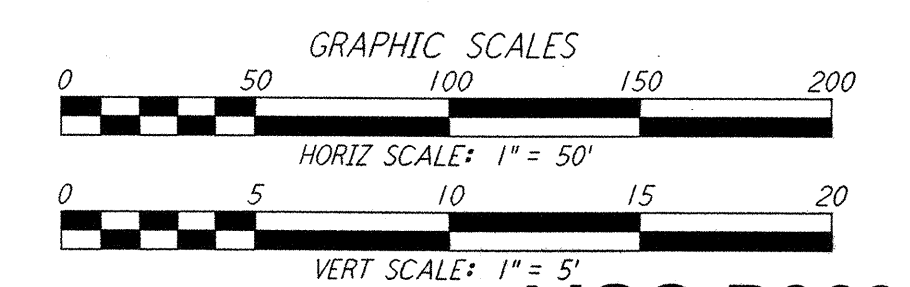 GRAPHIC SCALES
0 50 100 150 200
HORIZ SCALE: 1" = 50'
0 5 10 15 20
VERT SCALE: 1" = 5'